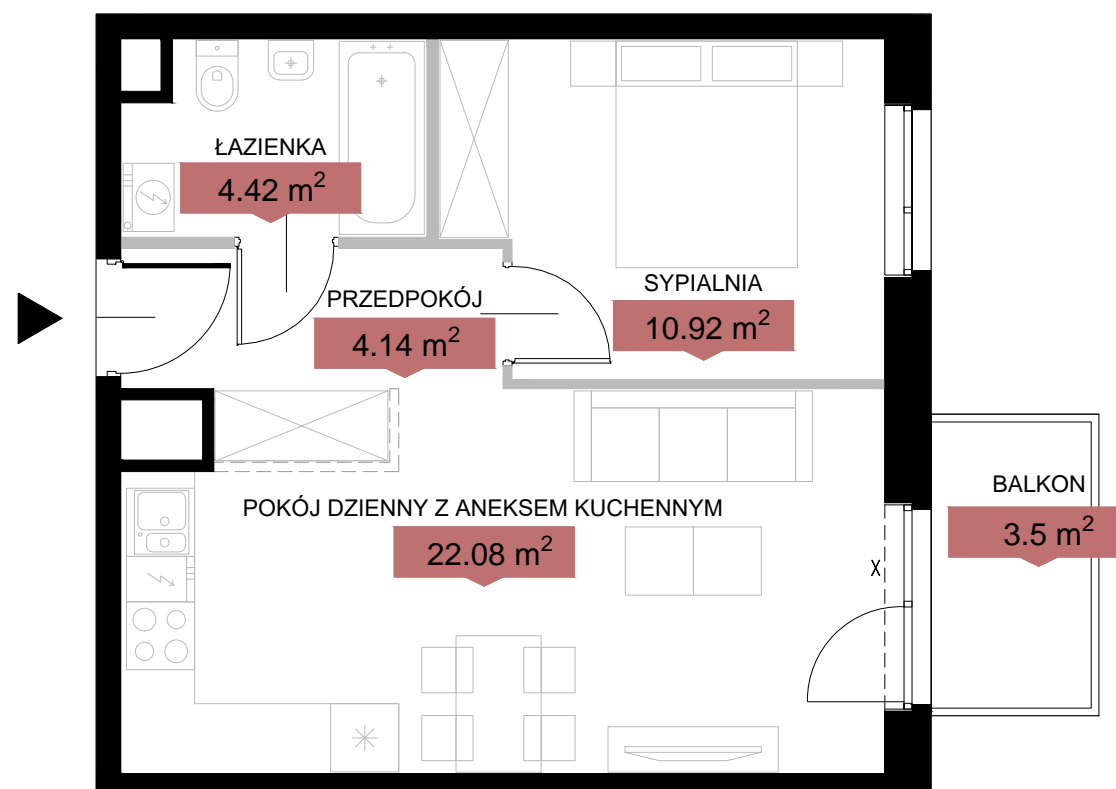 ŁAZIENKA
4.42 m²
PRZEDPOKÓJ
4.14 m²
SYPIALNIA
10.92 m²
POKÓJ DZIENNY Z ANEKSEM KUCHENNYM
22.08 m²
X
BALKON
3.5 m²